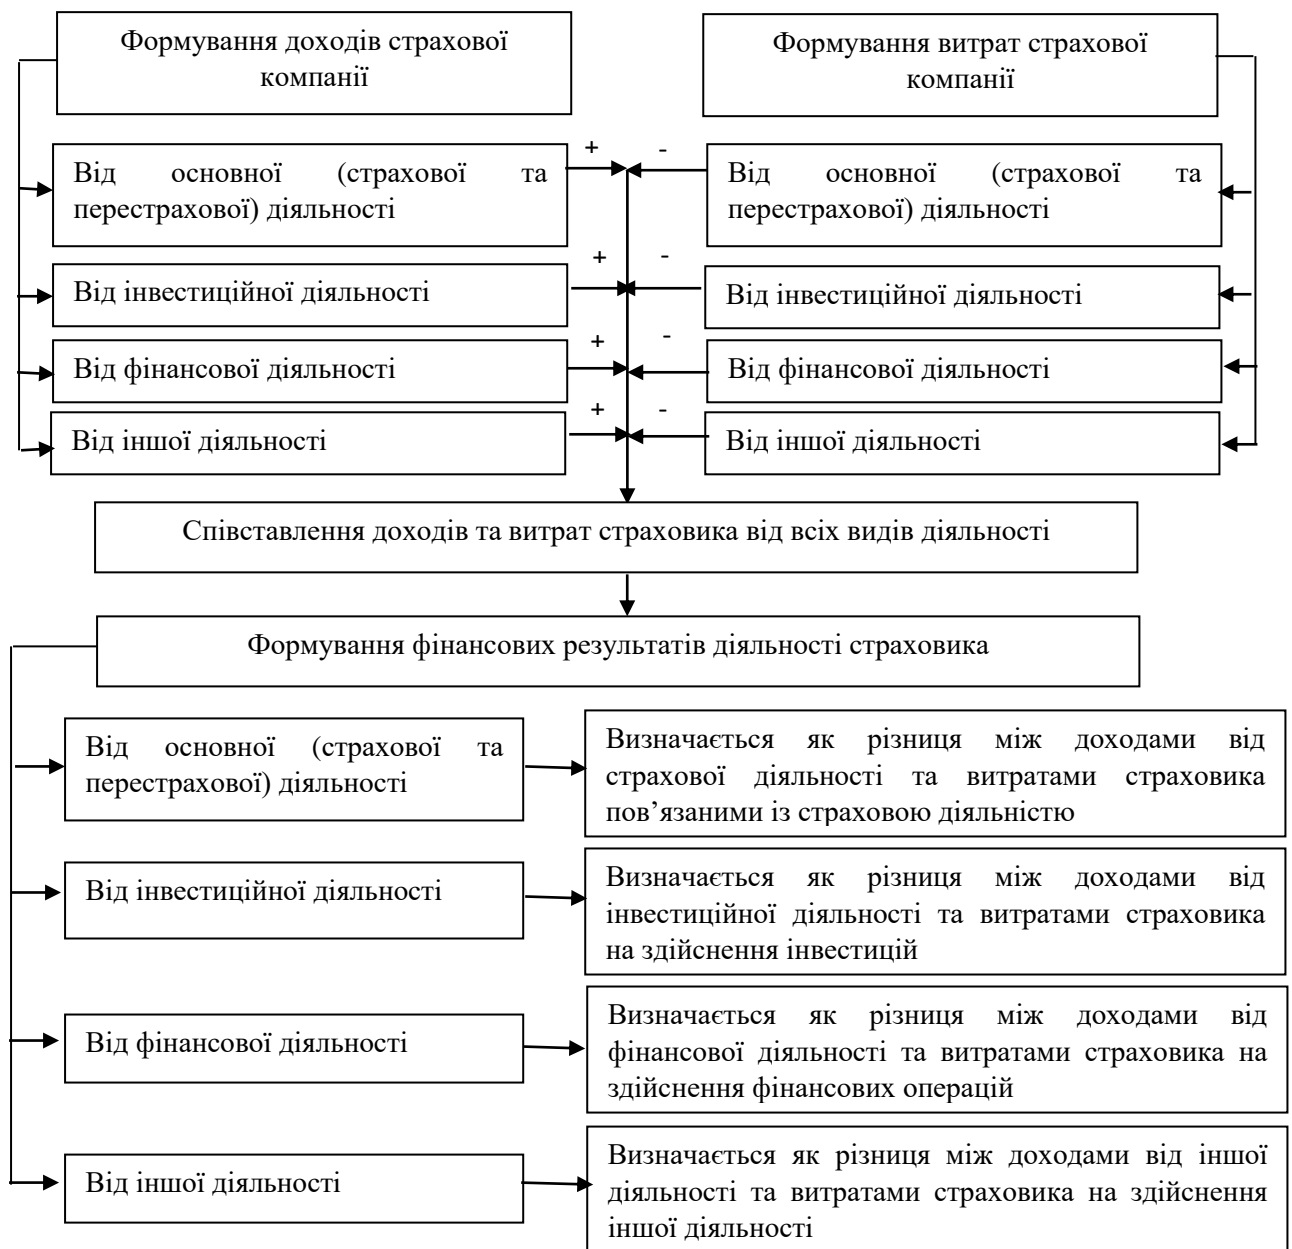 Формування доходів страхової
компанії
Формування витрат страхової
компанії
+
-
Від основної (страхової та
перестрахової) діяльності
Від основної (страхової та
перестрахової) діяльності
+
-
Від інвестиційної діяльності
Від інвестиційної діяльності
+
-
Від фінансової діяльності
Від фінансової діяльності
+
-
Від іншої діяльності
Від іншої діяльності
Співставлення доходів та витрат страховика від всіх видів діяльності
Формування фінансових результатів діяльності страховика
Від основної (страхової та
перестрахової) діяльності
Визначається як різниця між доходами від
страхової діяльності та витратами страховика
пов’язаними із страховою діяльністю
Від інвестиційної діяльності
Визначається як різниця між доходами від
інвестиційної діяльності та витратами страховика
на здійснення інвестицій
Від фінансової діяльності
Визначається як різниця між доходами від
фінансової діяльності та витратами страховика на
здійснення фінансових операцій
Від іншої діяльності
Визначається як різниця між доходами від іншої
діяльності та витратами страховика на здійснення
іншої діяльності